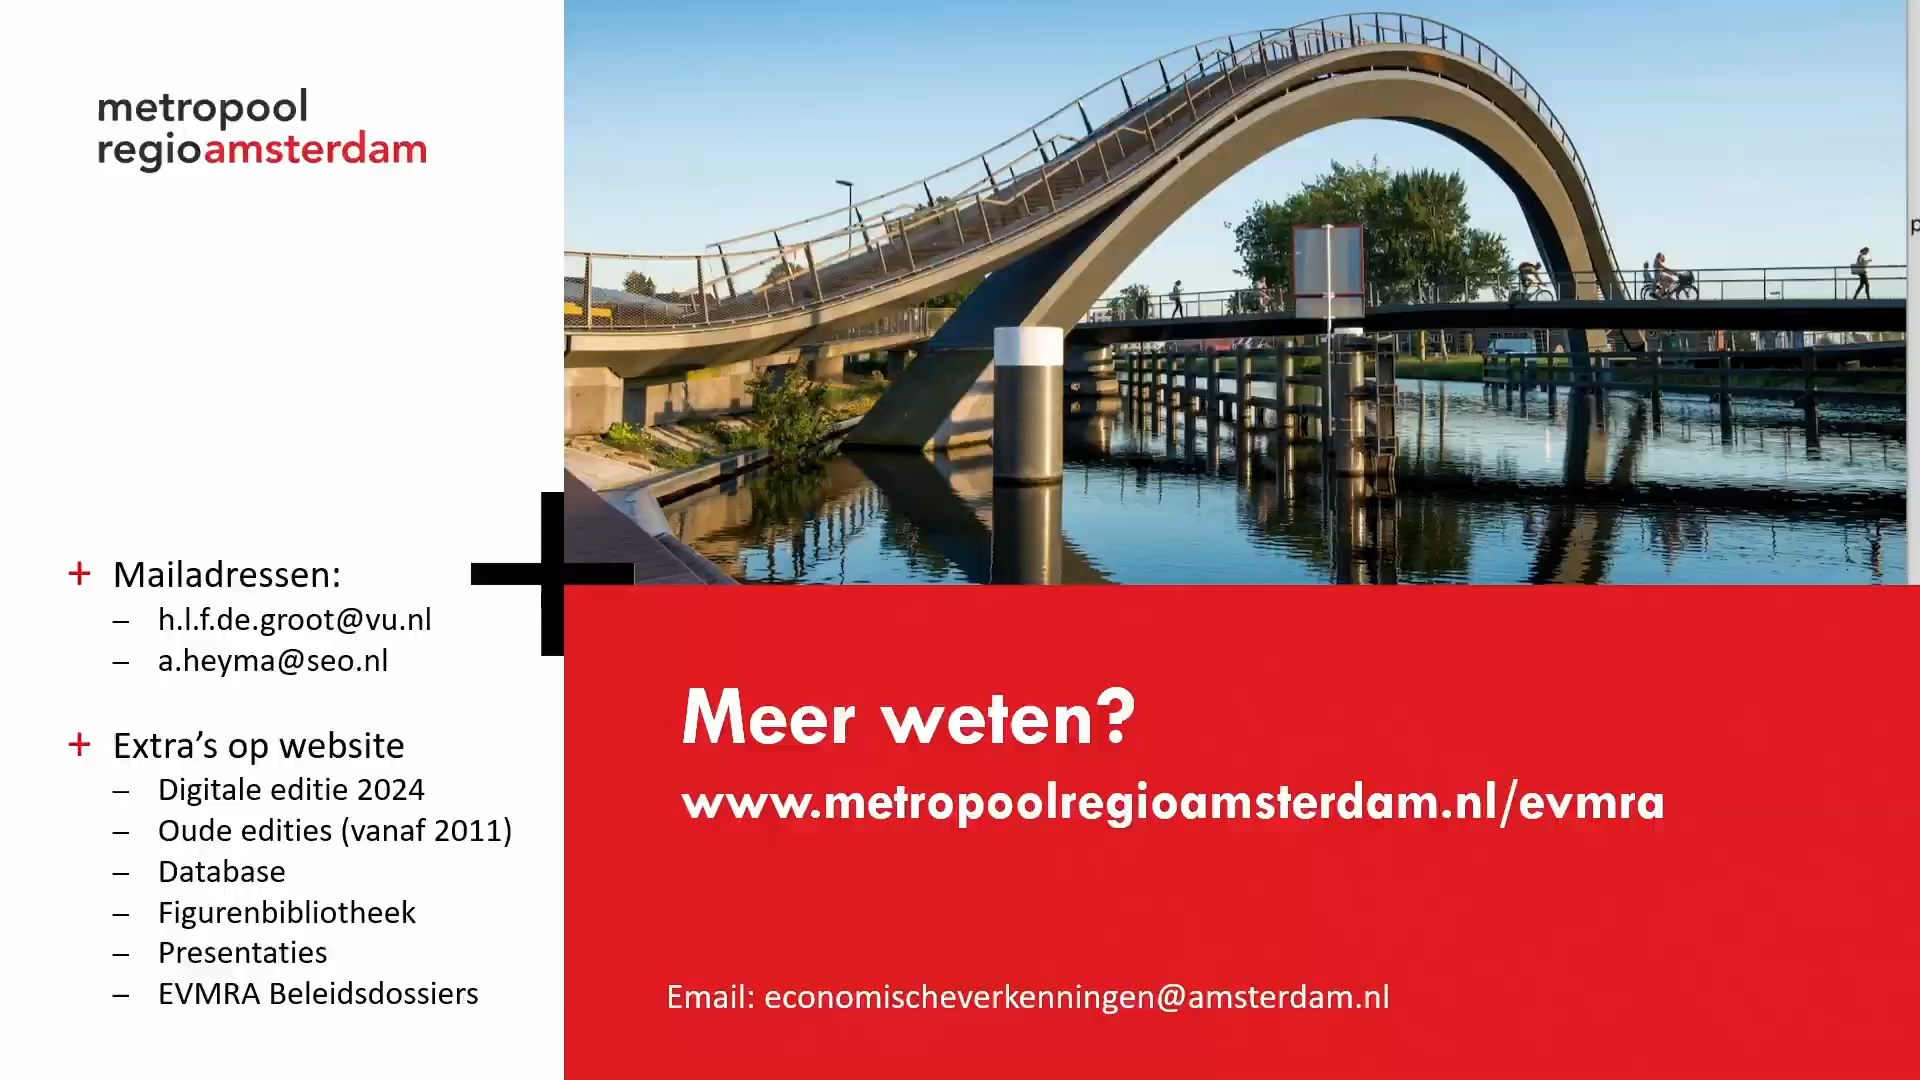 metropool
regioamsterdam
+ Mailadressen:
– h.l.f.de.groot@vu.nl
– a.heyma@seo.nl
+ Extra’s op website
– Digitale editie 2024
– Oude edities (vanaf 2011)
– Database
– Figurenbibliotheek
– Presentaties
– EVMRA Beleidsdossiers
Meer weten?
www.metropoolregioamsterdam.nl/evmra
Email: economischeverkenningen@amsterdam.nl